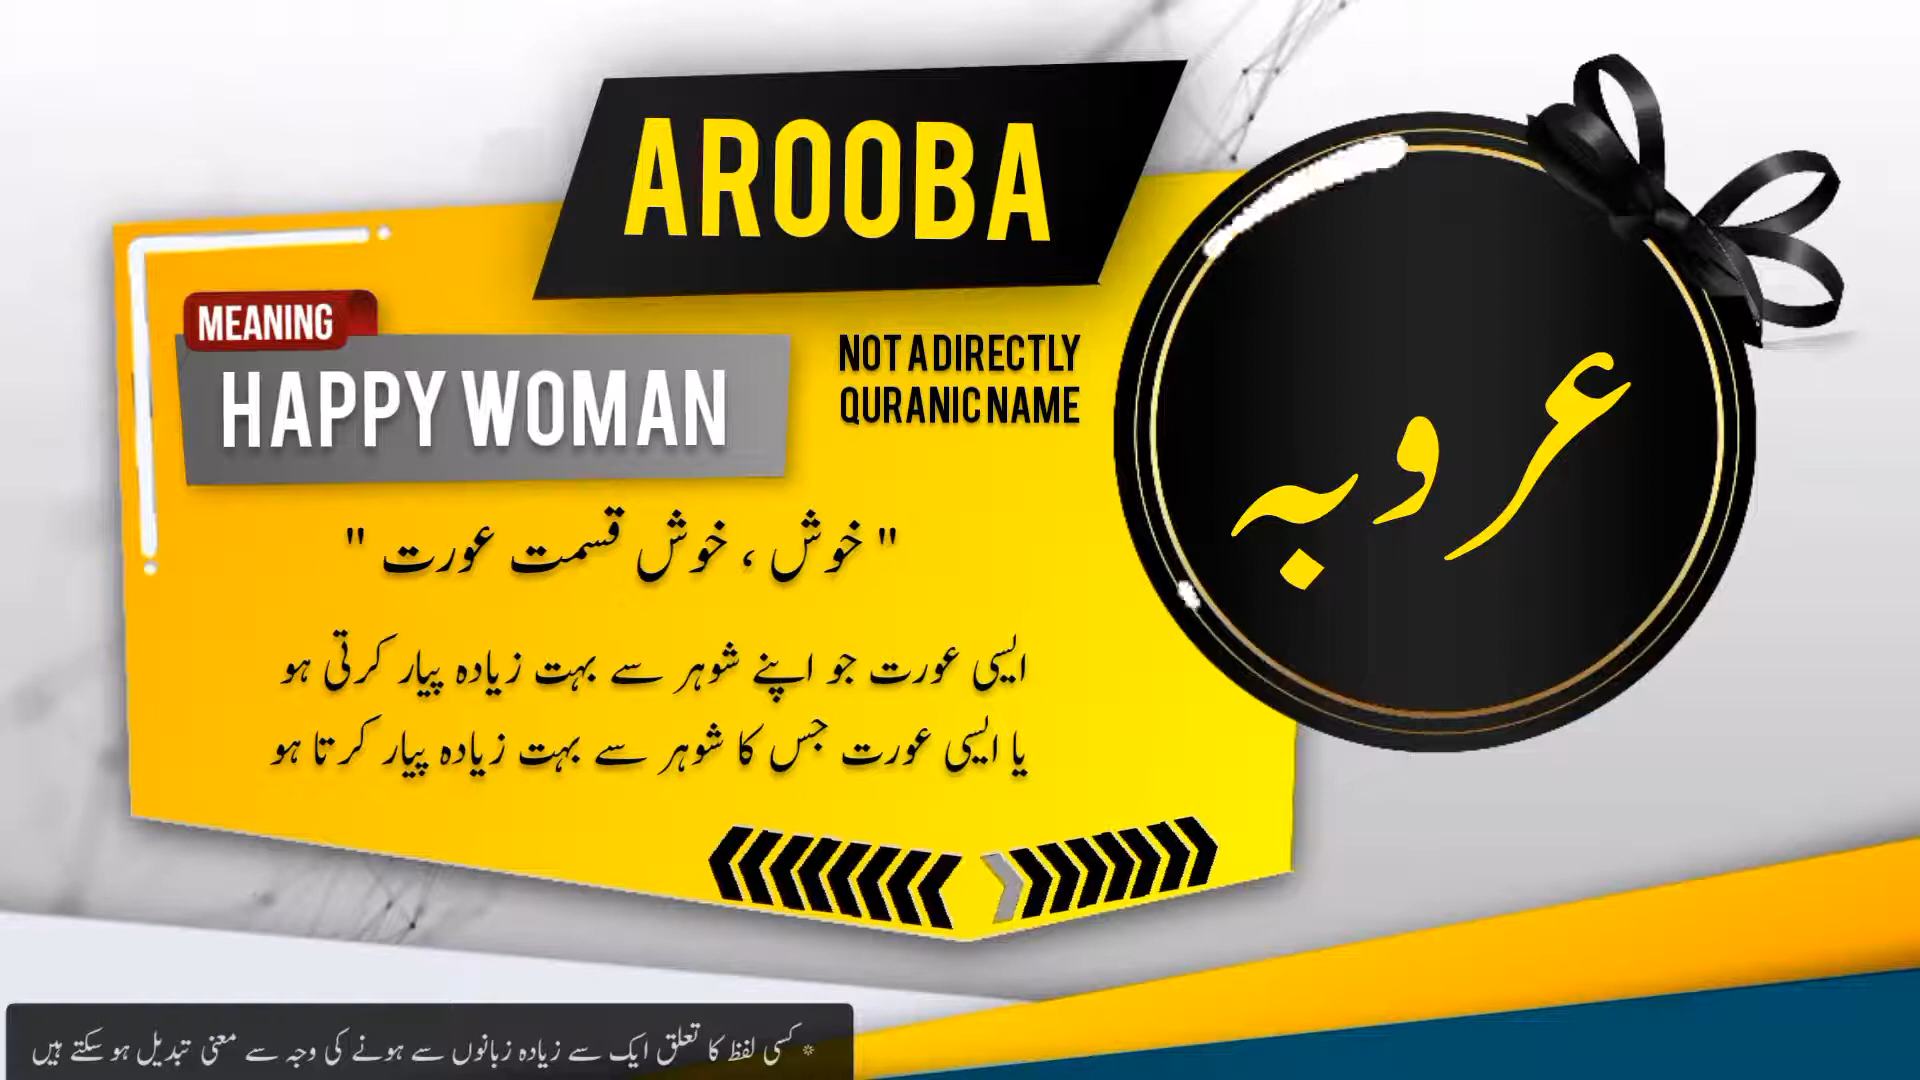 AROOBA
عروبہ
MEANING
HAPPY WOMAN
NOT A DIRECTLY
QURANIC NAME
" خوش ، خوش قسمت عورت "
ایسی عورت جو اپنے شوہر سے بہت زیادہ پیار کرتی ہو
یا ایسی عورت جس کا شوہر سے بہت زیادہ پیار کرتا ہو
* کسی لفظ کا تعلق ایک سے زیادہ زبانوں سے ہونے کی وجہ سے معنی تبدیل ہو سکتے ہیں